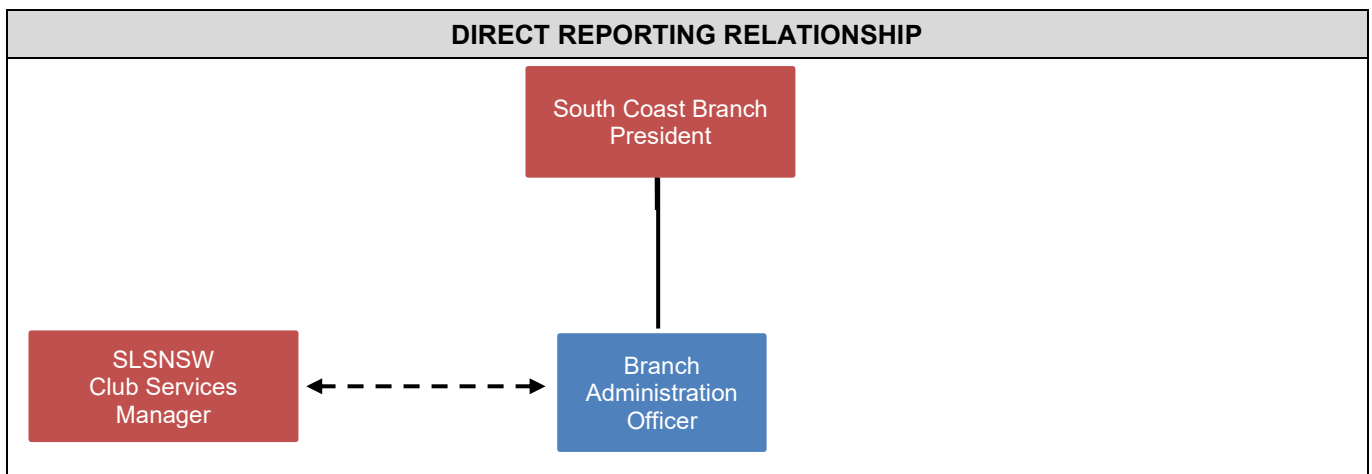 DIRECT REPORTING RELATIONSHIP
South Coast Branch
President
SLSNSW
Club Services
Manager
Branch
Administration
Officer